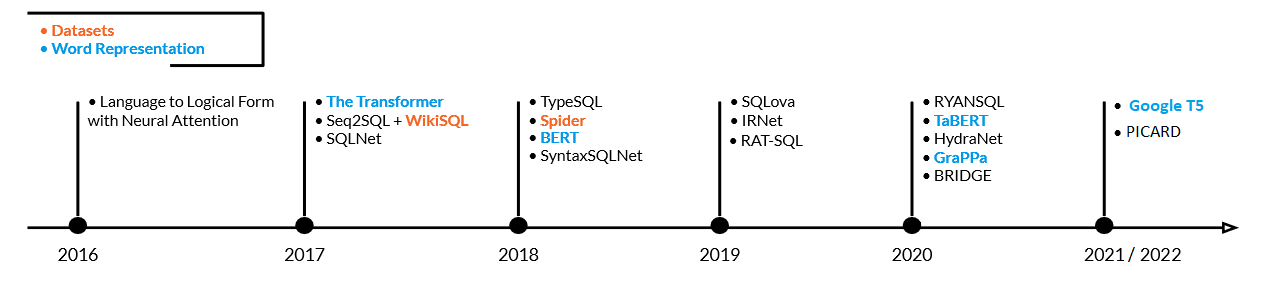 • Datasets
• Word Representation
• Language to Logical Form
with Neural Attention
• The Transformer
• Seq2SQL + WikiSQL
• SQLNet
• TypeSQL
• Spider
• BERT
• SyntaxSQLNet
• SQLova
• IRNet
• RAT-SQL
• RYANSQL
• TaBERT
• HydraNet
• GraPPa
• BRIDGE
• Google T5
• PICARD
2016
2017
2018
2019
2020
2021 / 2022